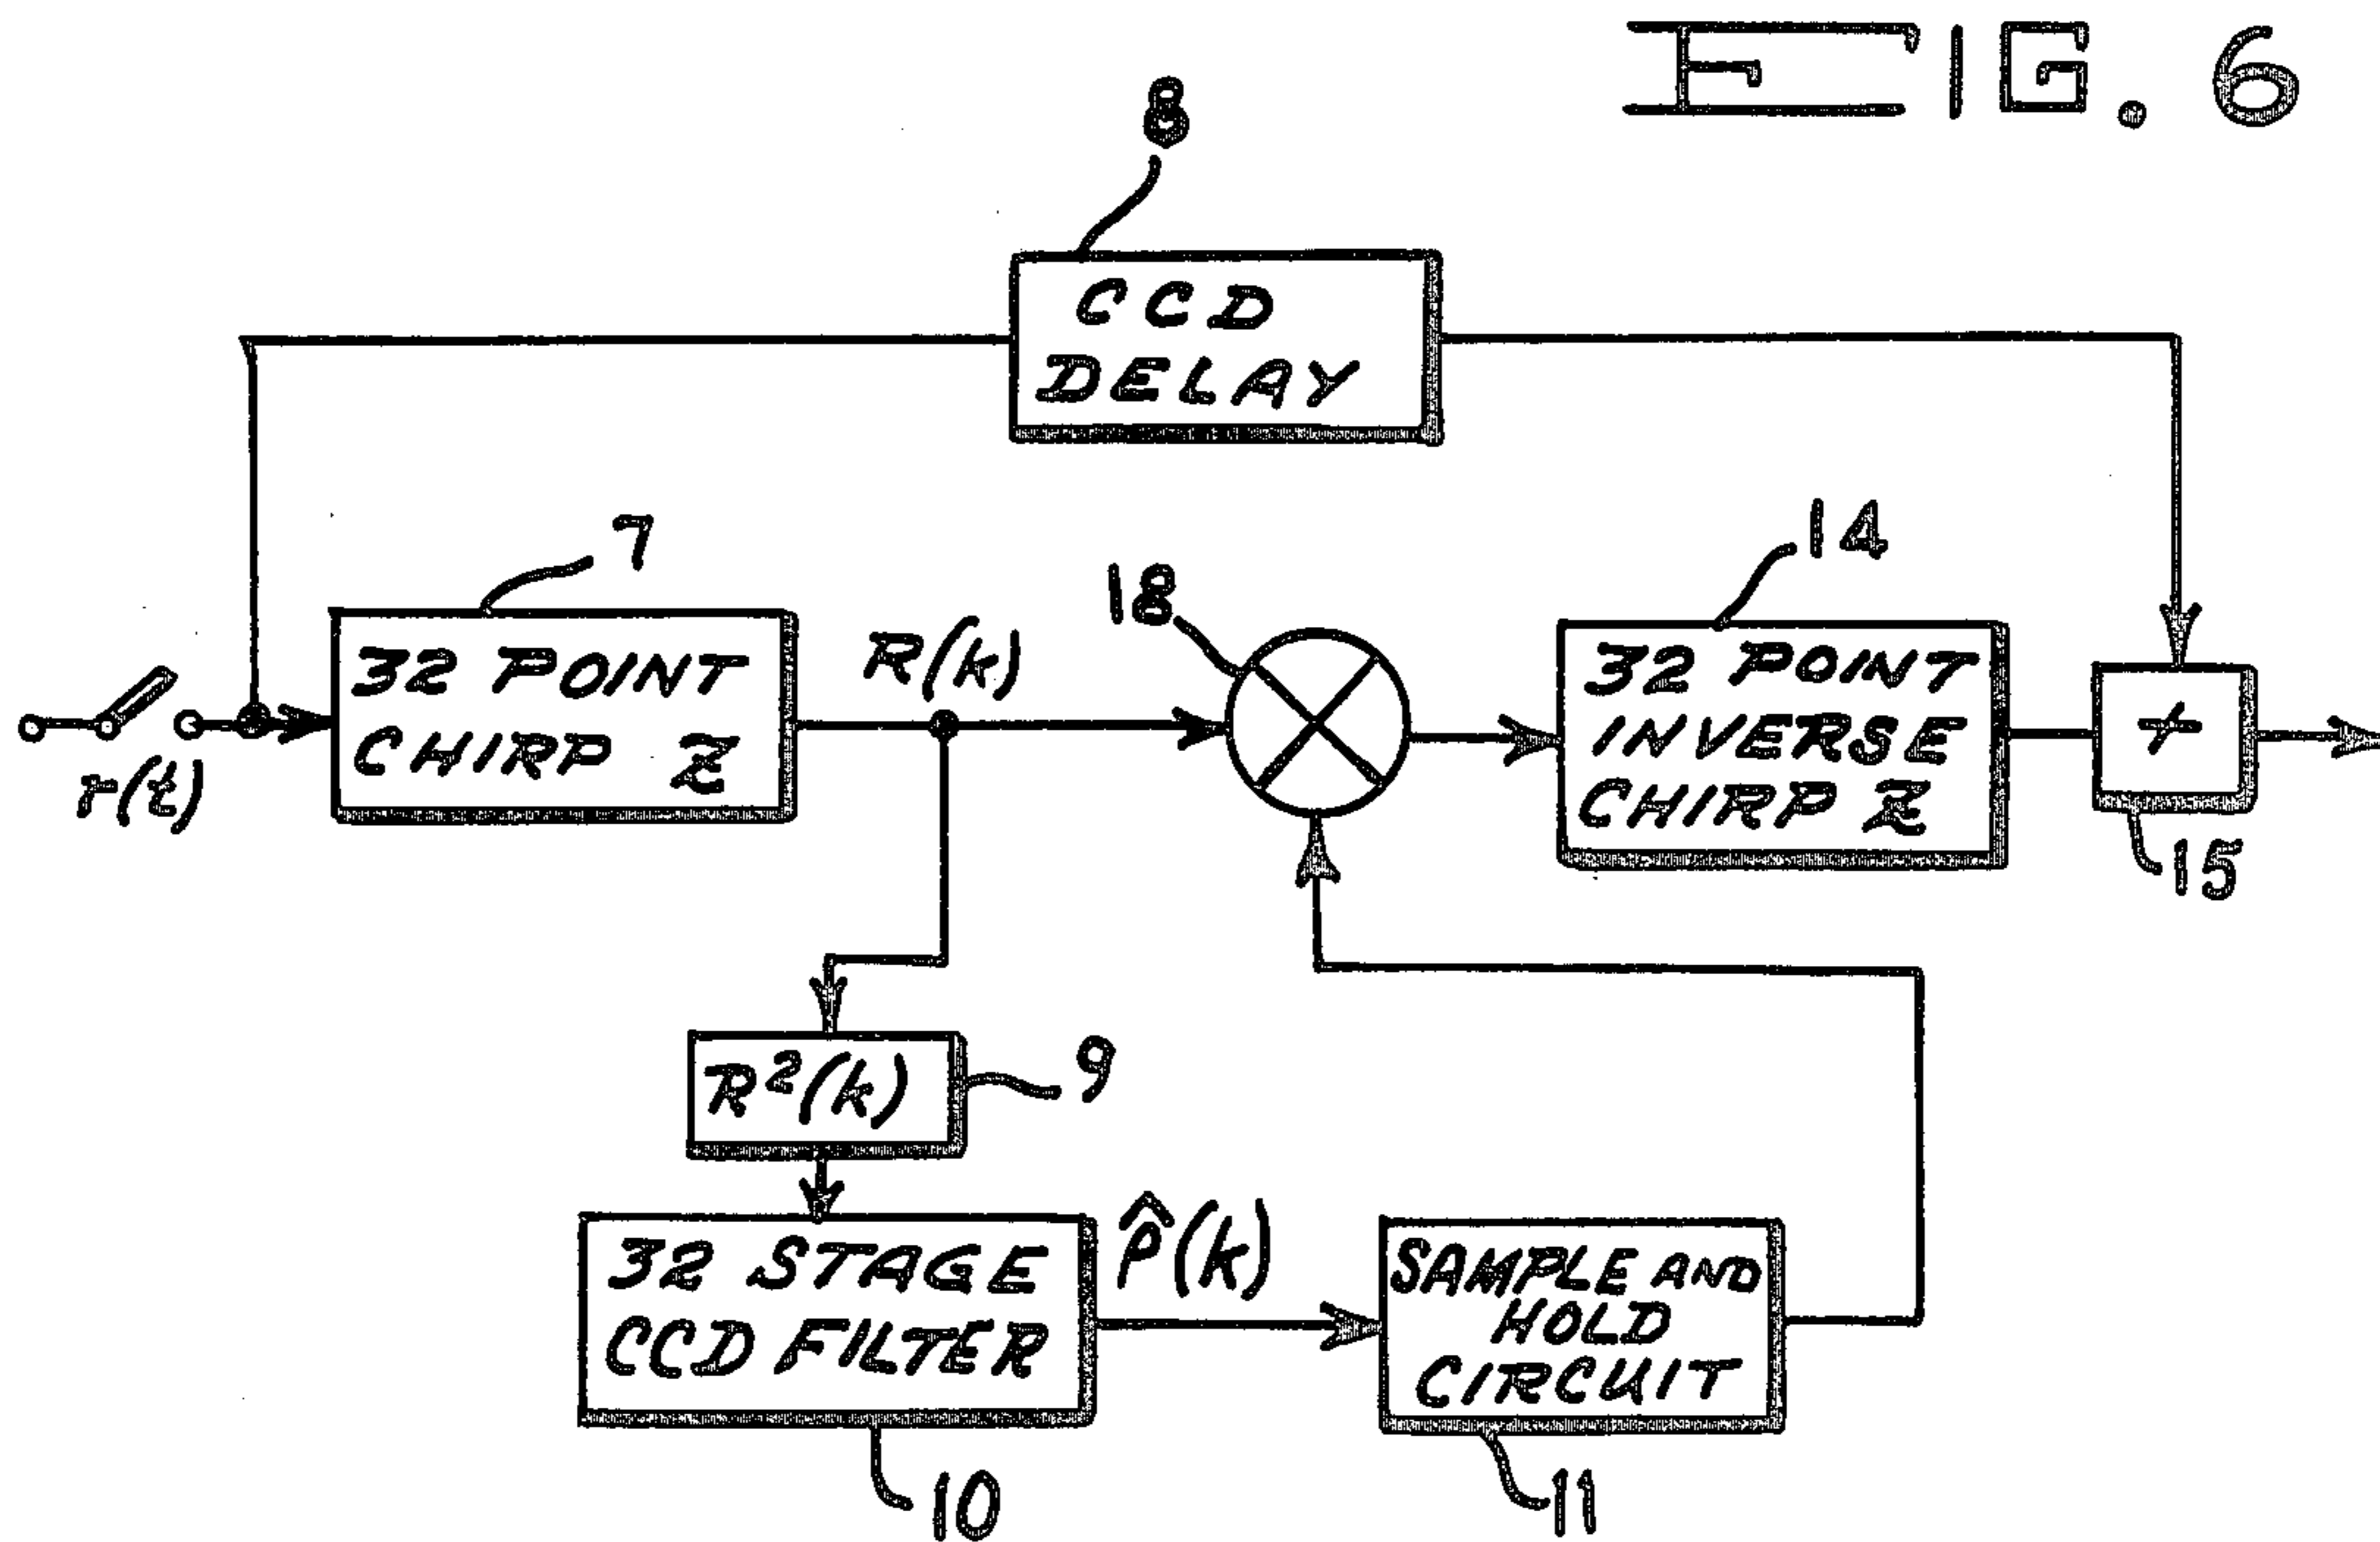 FIG. 6
8
CCD
DELAY
7
14
18
R(k)
32 POINT
CHIRP Z
32 POINT
INVERSE
CHIRP Z
+
r(t)
15
R²(k)
9
32 STAGE
CCD FILTER
P̂(k)
SAMPLE AND
HOLD
CIRCUIT
10
11